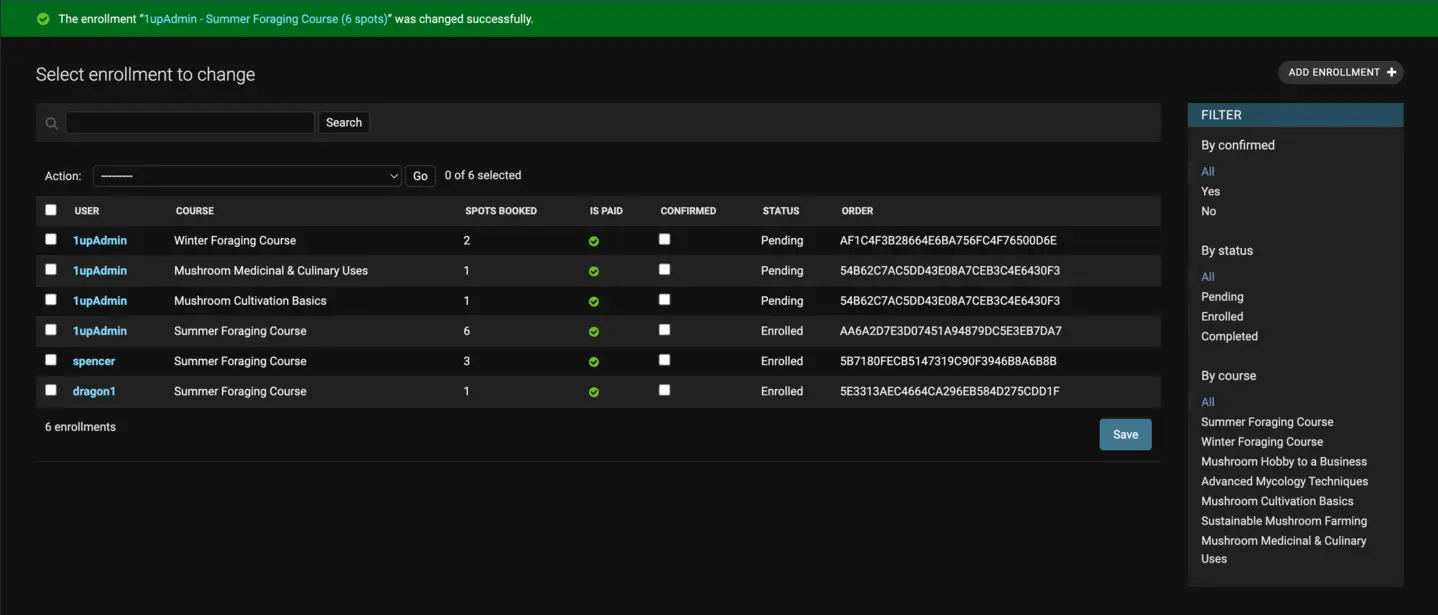 The enrollment “1upAdmin - Summer Foraging Course (6 spots)” was changed successfully.
Select enrollment to change
ADD ENROLLMENT
Search
Action: --------- Go 0 of 6 selected
USER COURSE SPOTS BOOKED IS PAID CONFIRMED STATUS ORDER
1upAdmin Winter Foraging Course 2 Pending AF1C4F3B28664E6BA756FC4F76500D6E
1upAdmin Mushroom Medicinal & Culinary Uses 1 Pending 54B62C7AC5DD43E08A7CEB3C4E6430F3
1upAdmin Mushroom Cultivation Basics 1 Pending 54B62C7AC5DD43E08A7CEB3C4E6430F3
1upAdmin Summer Foraging Course 6 Enrolled AA6A2D7E3D07451A94879DC5E3EB7DA7
spencer Summer Foraging Course 3 Enrolled 5B7180FECB5147319C90F3946B8A6B8B
dragon1 Summer Foraging Course 1 Enrolled 5E3313AEC4664CA296EB584D275CDD1F
6 enrollments
Save
FILTER
By confirmed
All
Yes
No
By status
All
Pending
Enrolled
Completed
By course
All
Summer Foraging Course
Winter Foraging Course
Mushroom Hobby to a Business
Advanced Mycology Techniques
Mushroom Cultivation Basics
Sustainable Mushroom Farming
Mushroom Medicinal & Culinary
Uses